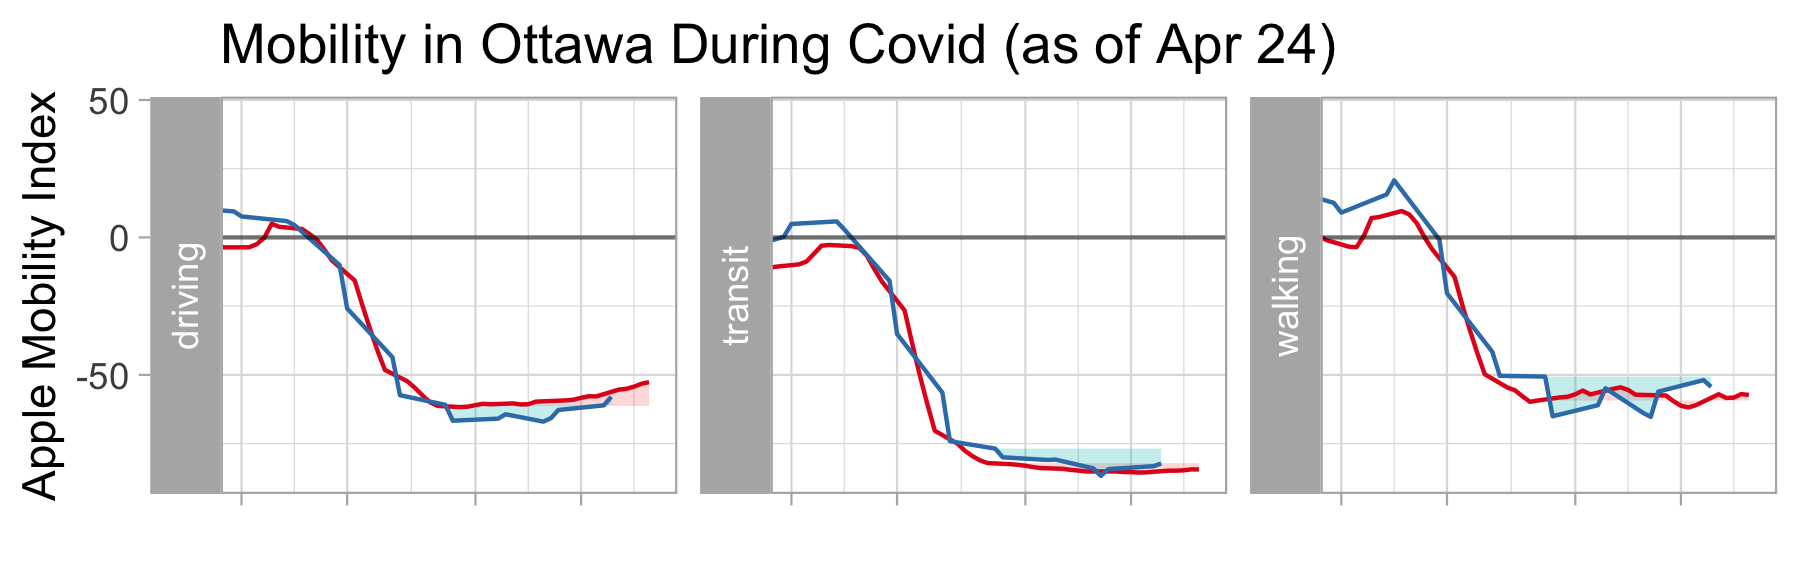 Mobility in Ottawa During Covid (as of Apr 24)
Apple Mobility Index
50
0
-50
driving
transit
walking